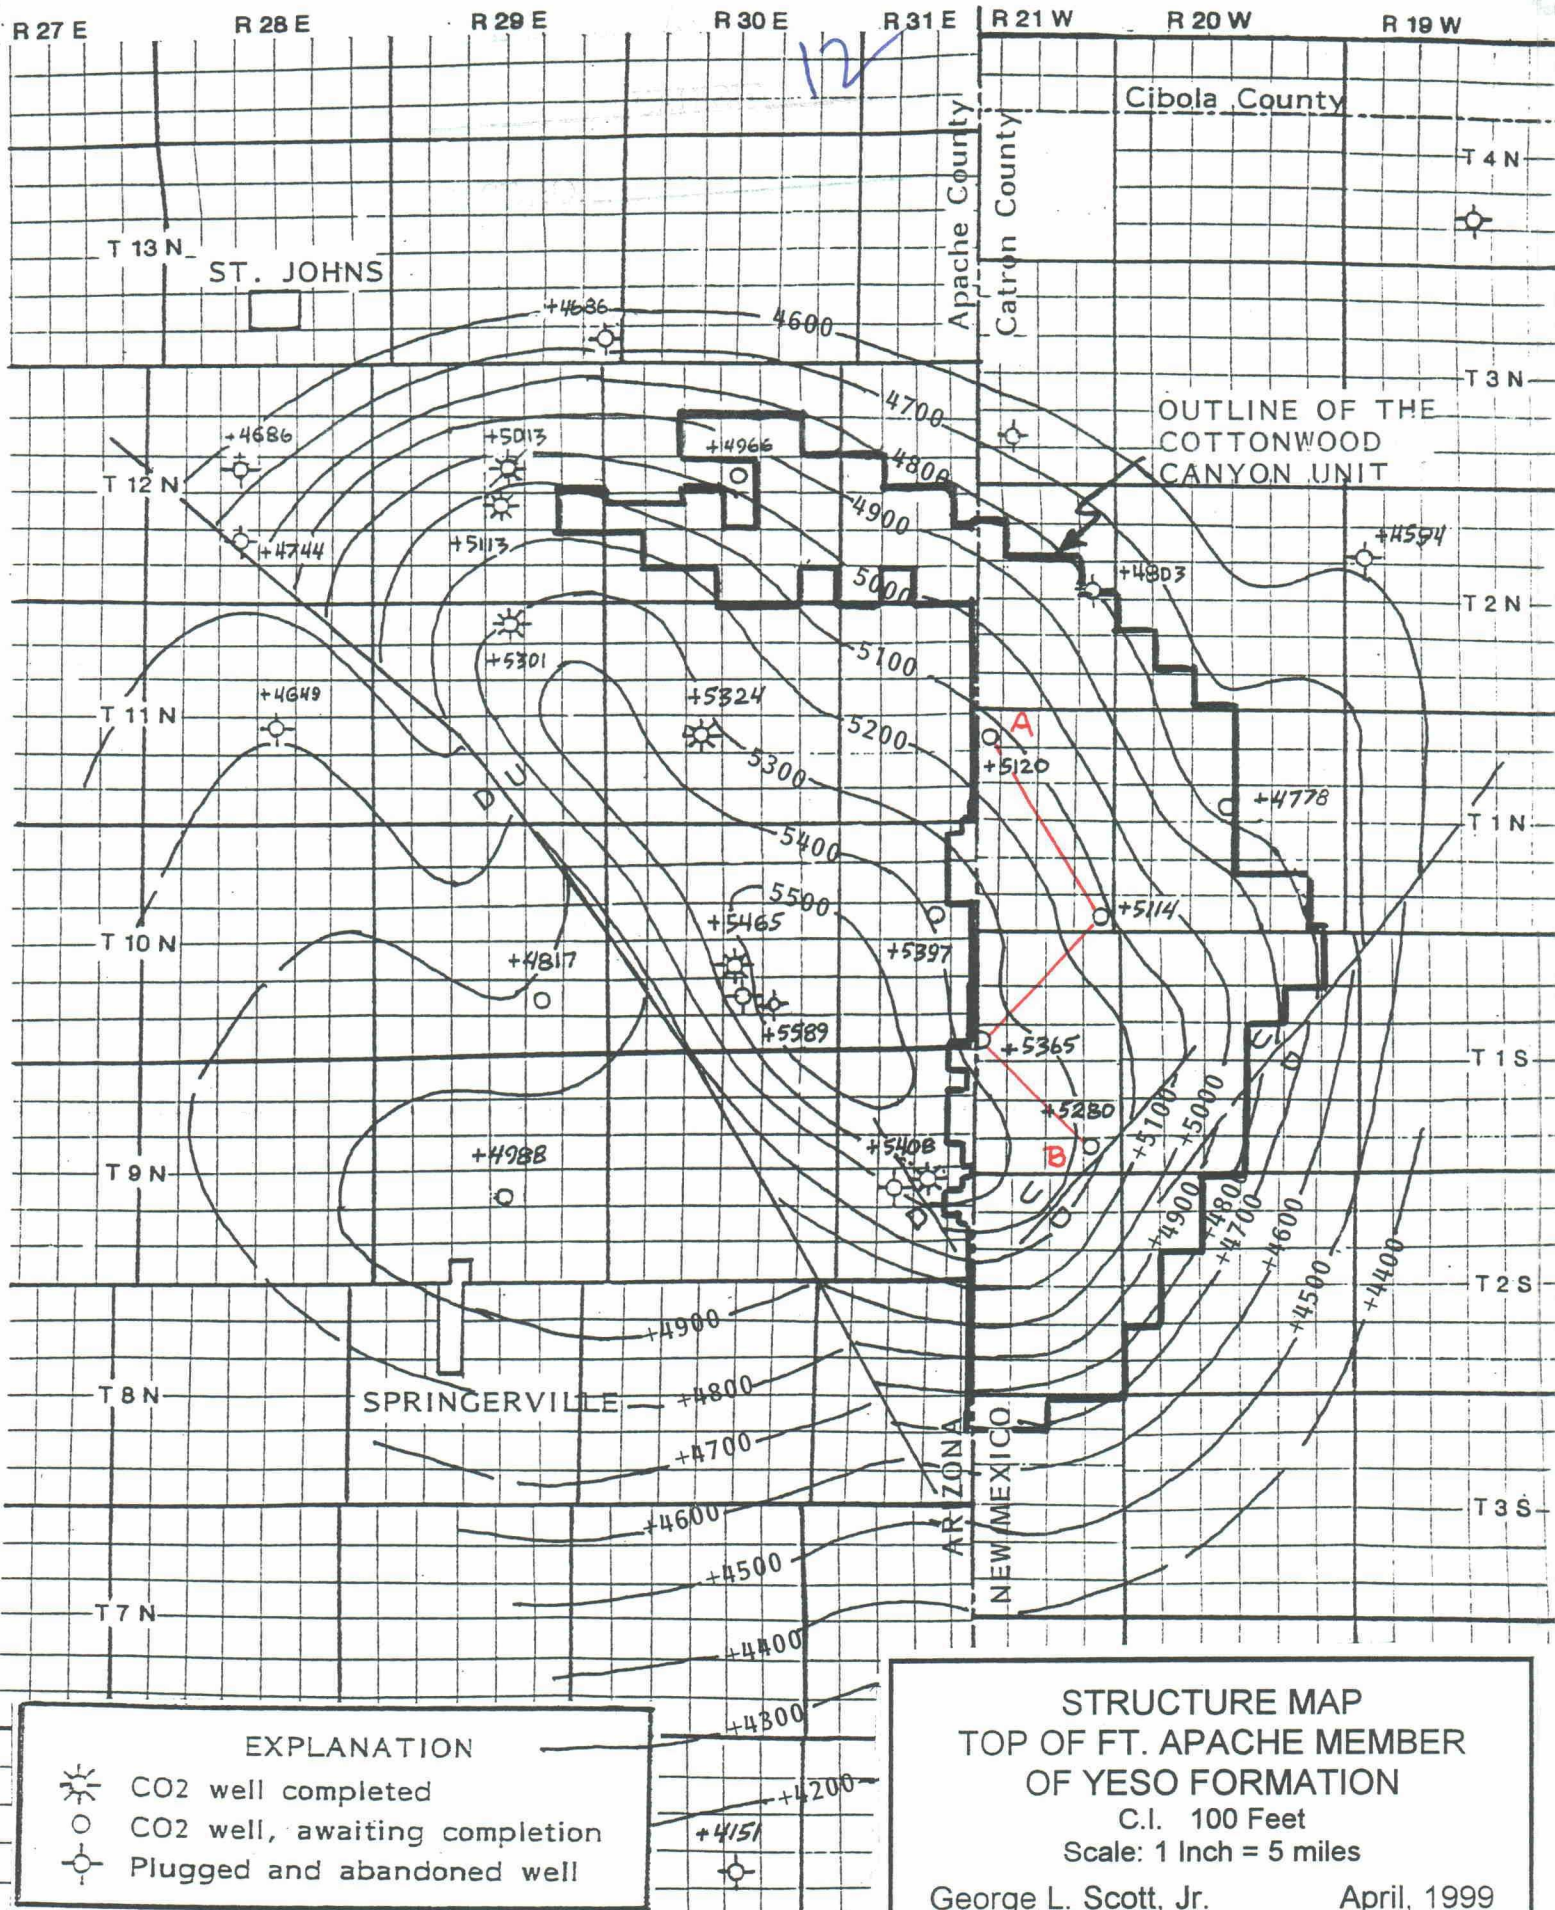 R 27 E
R 28 E
R 29 E
R 30 E
R 31 E
R 21 W
R 20 W
R 19 W
12
Cibola County
Apache County
Catron County
T 4 N
T 13 N
ST. JOHNS
+4686
4600
T 3 N
4700
OUTLINE OF THE
COTTONWOOD
CANYON UNIT
+4686
+5013
+4966
4800
T 12 N
4900
+4744
+5113
+4594
5000
+4803
T 2 N
+5301
5100
+4649
+5324
T 11 N
5200
A
+5120
5300
U
D
+4778
T 1 N
5400
5500
+5465
+5114
T 10 N
+4817
+5397
+5589
+5365
U
D
T 1 S
+5280
+5100
+5000
+5408
B
T 9 N
+4988
U
D
D
+4900
+4800
+4700
+4600
+4500
+4400
T 2 S
+4900
T 8 N
SPRINGERVILLE
+4800
+4700
ARIZONA
NEW MEXICO
+4600
T 3 S
+4500
T 7 N
+4400
+4300
+4200
+4151
EXPLANATION
CO2 well completed
CO2 well, awaiting completion
Plugged and abandoned well
STRUCTURE MAP
TOP OF FT. APACHE MEMBER
OF YESO FORMATION
C.I. 100 Feet
Scale: 1 Inch = 5 miles
George L. Scott, Jr. April, 1999